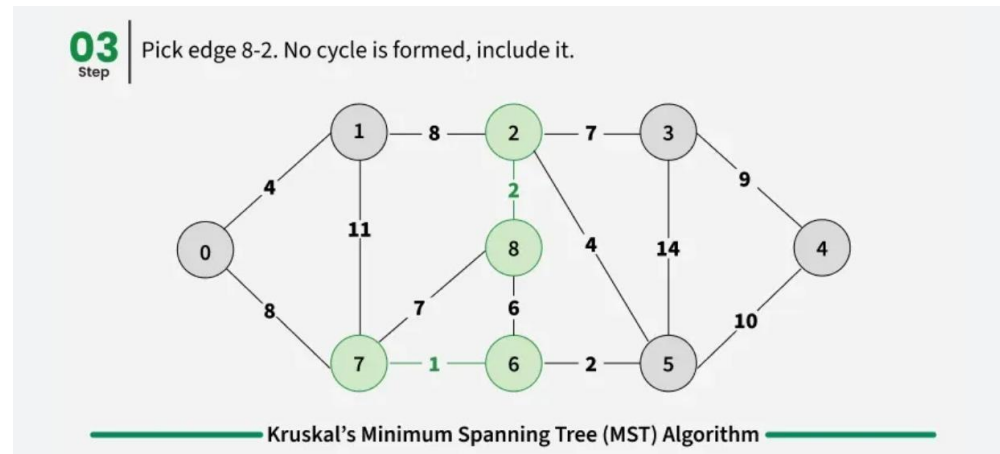 03
Step
Pick edge 8-2. No cycle is formed, include it.
1 8 2 7 3
4 2 9
11
0 8 4 14 4
8 7 6 10
7 1 6 2 5
Kruskal's Minimum Spanning Tree (MST) Algorithm